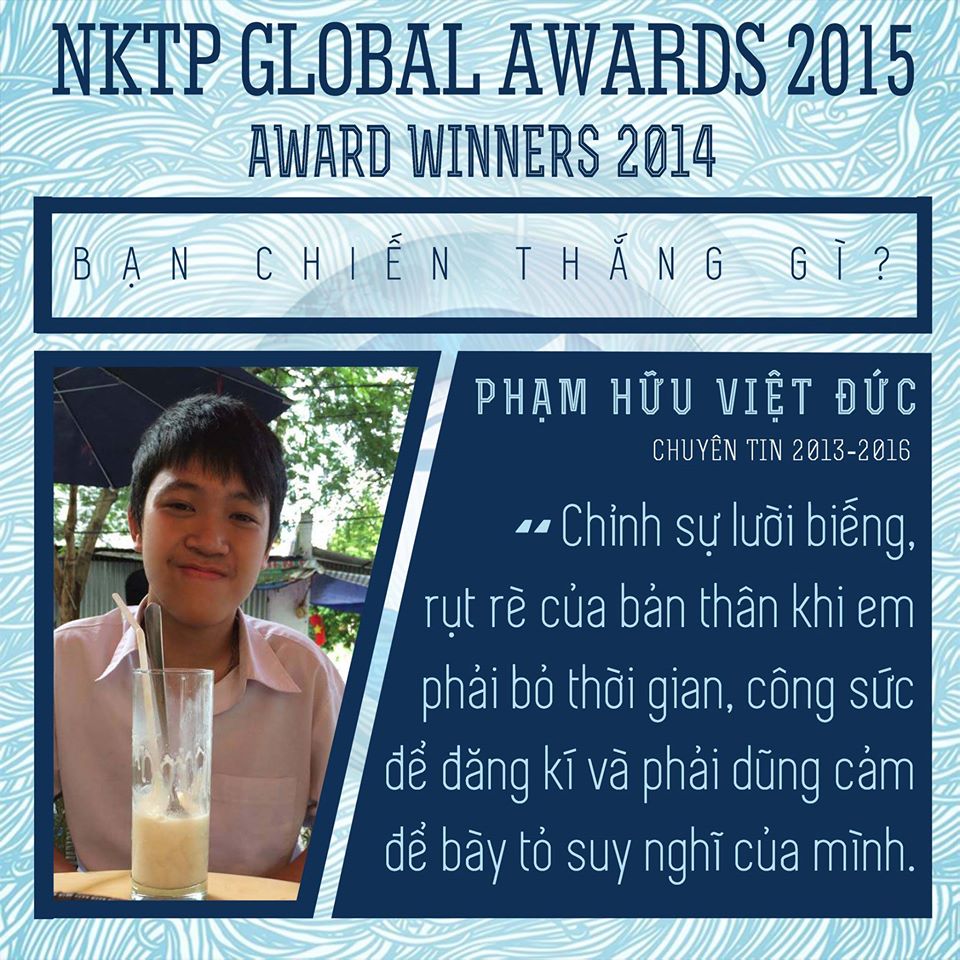 NKTP GLOBAL AWARDS 2015
AWARD WINNERS 2014
BẠN CHIẾN THẮNG GÌ?
PHẠM HỮU VIỆT ĐỨC
CHUYÊN TIN 2013-2016
“Chỉnh sự lười biếng,
rụt rè của bản thân khi em
phải bỏ thời gian, công sức
để đăng kí và phải dũng cảm
để bày tỏ suy nghĩ của mình.